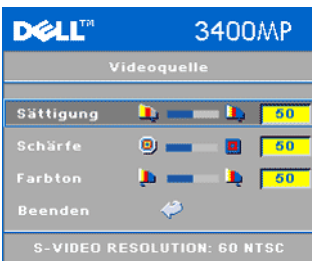 DELL™ 3400MP
Videoquelle
Sättigung 50
Schärfe 50
Farbton 50
Beenden
S-VIDEO RESOLUTION: 60 NTSC